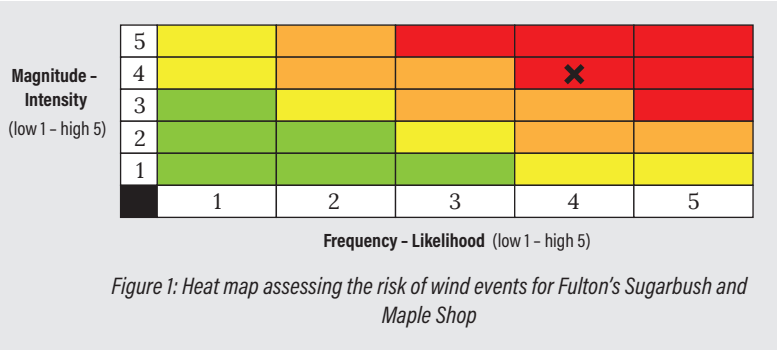 5
Magnitude –
4
Intensity
3
(low 1 – high 5)
2
1
1 2 3 4 5
Frequency – Likelihood (low 1 – high 5)
Figure 1: Heat map assessing the risk of wind events for Fulton's Sugarbush and
Maple Shop